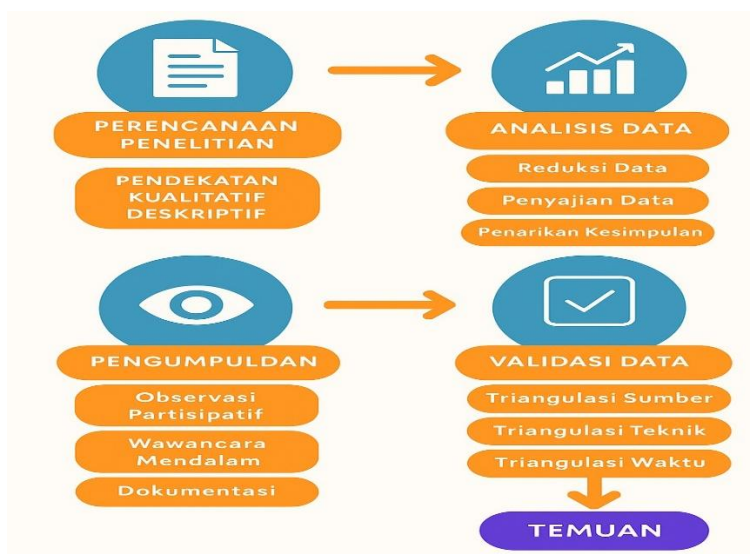 PERENCANAAN
PENELITIAN
PENDEKATAN
KUALITATIF
DESKRIPTIF
ANALISIS DATA
Reduksi Data
Penyajian Data
Penarikan Kesimpulan
PENGUMPULDAN
Observasi
Partisipatif
Wawancara
Mendalam
Dokumentasi
VALIDASI DATA
Triangulasi Sumber
Triangulasi Teknik
Triangulasi Waktu
TEMUAN